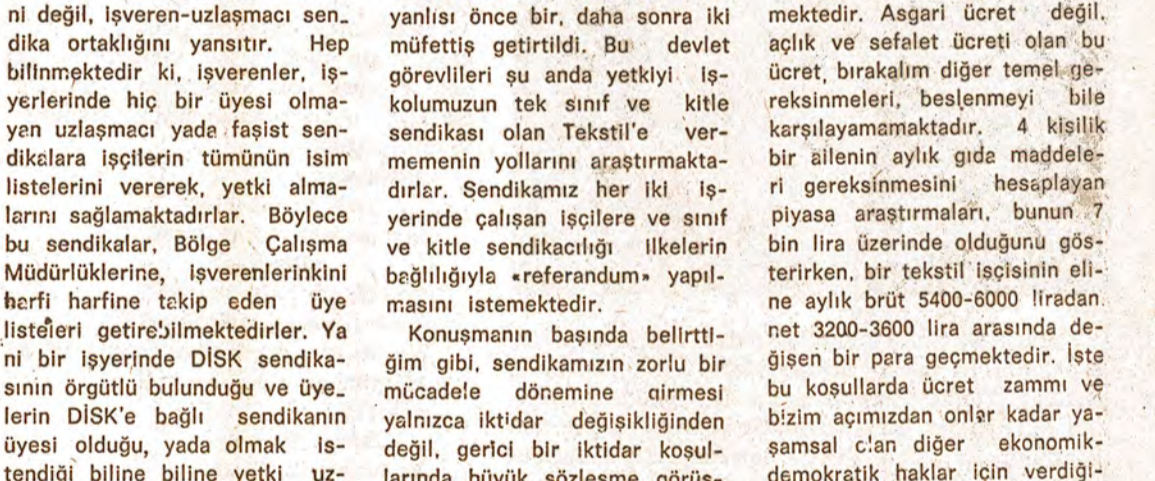 ni değil, işveren-uzlaşmacı sen_
dika ortaklığını yansıtır. Hep
bilinmektedir ki, işverenler, iş-
yerlerinde hiç bir üyesi olma-
yan uzlaşmacı yada faşist sen-
dikalara işçilerin tümünün isim
listelerini vererek, yetki alma-
larını sağlamaktadırlar. Böylece
bu sendikalar, Bölge Çalışma
Müdürlüklerine, işverenlerinkini
harfi harfine takip eden üye
listeleri getirebilmektedirler. Ya
ni bir işyerinde DİSK sendika-
sının örgütlü bulunduğu ve üye_
lerin DİSK'e bağlı sendikanın
üyesi olduğu, yada olmak is-
tendiği biline biline yetki uz-
yanlısı önce bir, daha sonra iki
müfettiş getirtildi. Bu devlet
görevlileri şu anda yetkiyi iş-
kolumuzun tek sınıf ve kitle
sendikası olan Tekstil'e ver-
memenin yollarını araştırmakta-
dırlar. Sendikamız her iki iş-
yerinde çalışan işçilere ve sınıf
ve kitle sendikacılığı ilkelerin
bağlılığıyla «referandum» yapıl-
masını istemektedir.
Konuşmanın başında belirtti-
ğim gibi, sendikamızın zorlu bir
mücadele dönemine girmesi
yalnızca iktidar değişikliğinden
değil, gerici bir iktidar koşul-
larında büyük sözleşme görüş-
mektedir. Asgari ücret değil,
açlık ve sefalet ücreti olan bu
ücret, bırakalım diğer temel ge-
reksinmeleri, beslenmeyi bile
karşılayamamaktadır. 4 kişilik
bir ailenin aylık gıda maddele-
ri gereksinmesini hesaplayan
piyasa araştırmaları, bunun 7
bin lira üzerinde olduğunu gös-
terirken, bir tekstil işçisinin eli-
ne aylık brüt 5400-6000 liradan
net 3200-3600 lira arasında de-
ğişen bir para geçmektedir. İşte
bu koşullarda ücret zammı ve
bizim açımızdan onlar kadar ya-
şamsal olan diğer ekonomik-
demokratik haklar için verdiği-